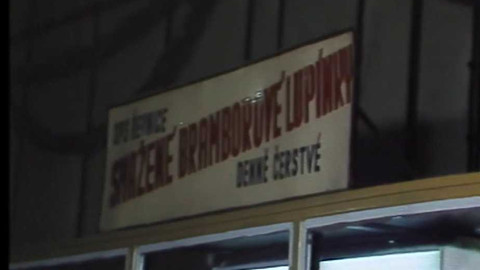 SMAŽENÉ BRAMBOROVÉ LUPÍNKY
DENNĚ ČERSTVÉ